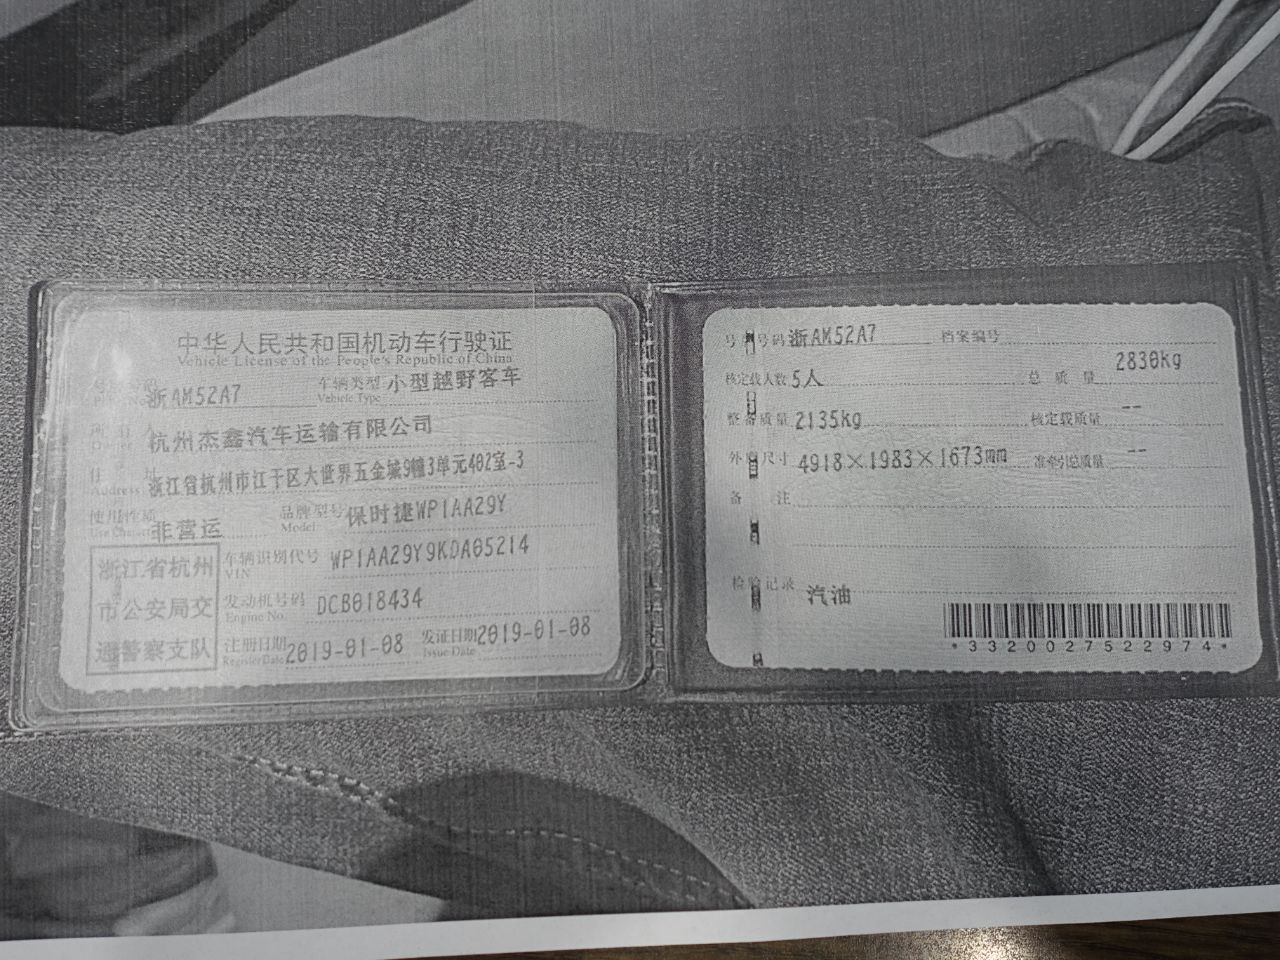 中华人民共和国机动车行驶证
Vehicle License of the People's Republic of China
浙AM52A7 车辆类型 小型越野客车
Vehicle Type
杭州杰鑫汽车运输有限公司
住 址 浙江省杭州市江干区大世界五金城9幢3单元402室-3
Address
使用性质 非营运 品牌型号 保时捷WP1AA29Y
Use Character Model
浙江省杭州市公安局交通警察支队
车辆识别代号 WP1AA29Y9KDA05214
VIN
发动机号码 DCB018434
Engine No.
注册日期 2019-01-08 发证日期 2019-01-08
Register Date Issue Date
号 号码 浙AM52A7 档案编号
核定载人数 5人 总 质 量 2830kg
整备质量 2135kg 核定载质量 --
外廓尺寸 4918×1983×1673mm 准牵引总质量 --
备 注
检验记录 汽油
*3320027522974*